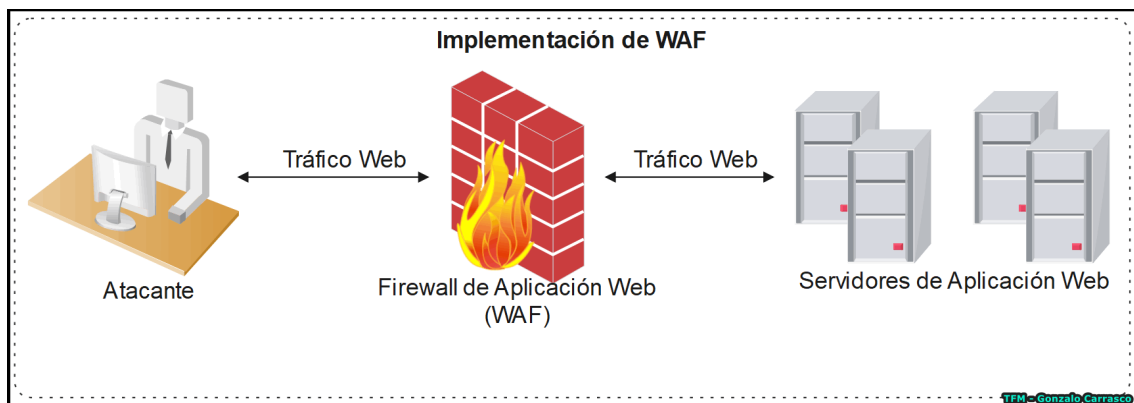 Implementación de WAF
Tráfico Web
Tráfico Web
Atacante
Firewall de Aplicación Web
(WAF)
Servidores de Aplicación Web
TFM - Gonzalo Carrasco